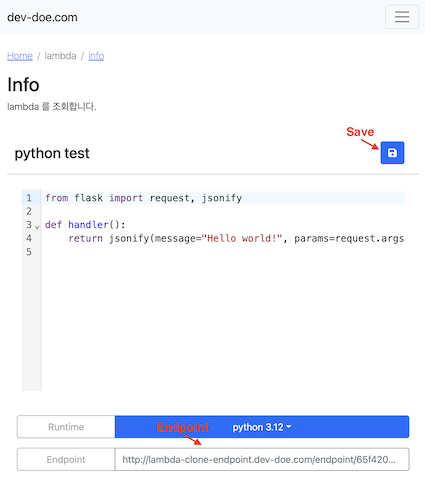 dev-doe.com
Home / lambda / info
Info
lambda 를 조회합니다.
Save
python test
1 from flask import request, jsonify
2
3 def handler():
4 return jsonify(message="Hello world!", params=request.args
5
Runtime
Endpoint
python 3.12
Endpoint
http://lambda-clone-endpoint.dev-doe.com/endpoint/65f420...